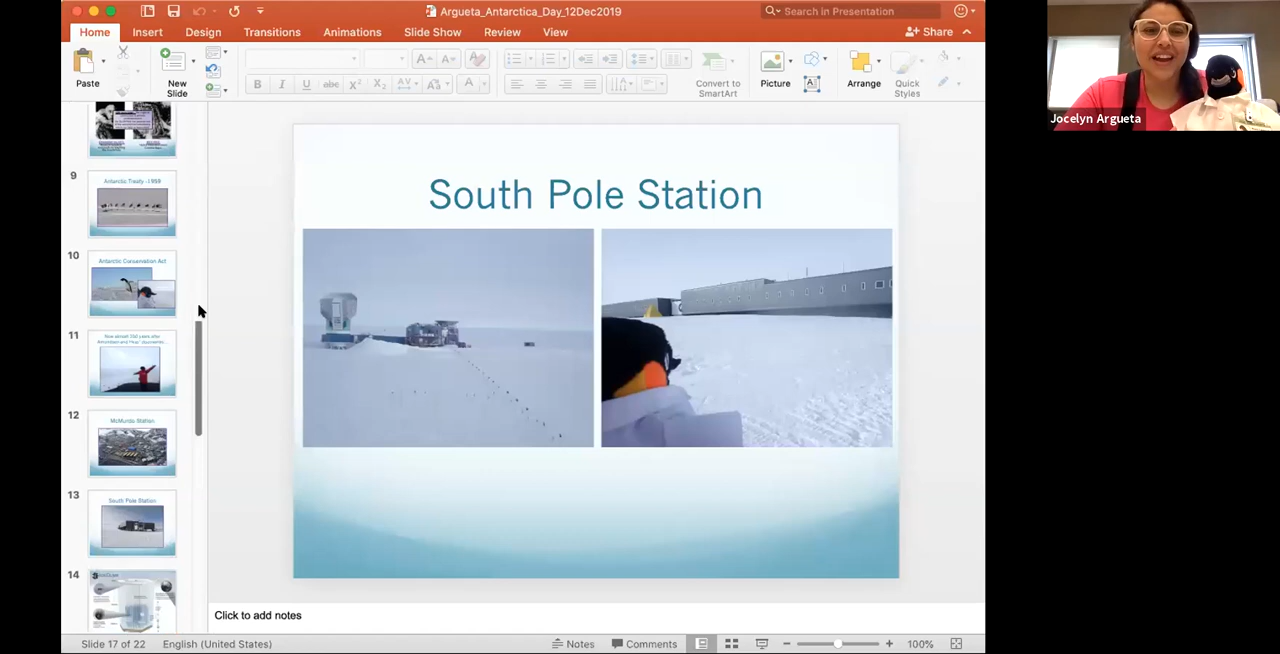 Argueta_Antarctica_Day_12Dec2019
Search in Presentation
Home Insert Design Transitions Animations Slide Show Review View
Share
Paste
New
Slide
Convert to
SmartArt
Picture
Arrange
Quick
Styles
Jocelyn Argueta
9
Antarctic Treaty -1959
10
Antarctic Conservation Act
11
12
McMurdo Station
13
South Pole Station
14
South Pole Station
Click to add notes
Slide 17 of 22 English (United States) Notes Comments 100%